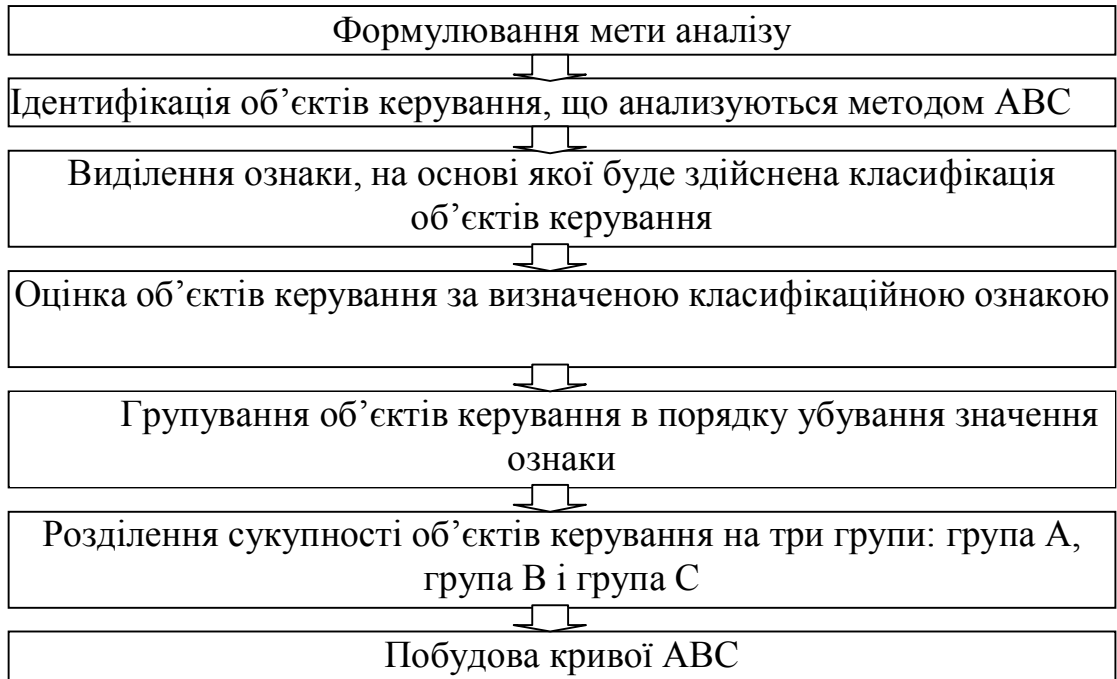 Формулювання мети аналізу
Ідентифікація об’єктів керування, що анализуються методом АВС
Виділення ознаки, на основі якої буде здійснена класифікація
об’єктів керування
Оцінка об’єктів керування за визначеною класифікаційною ознакою
Групування об’єктів керування в порядку убування значення
ознаки
Розділення сукупності об’єктів керування на три групи: група А,
група В і група С
Побудова кривої АВС